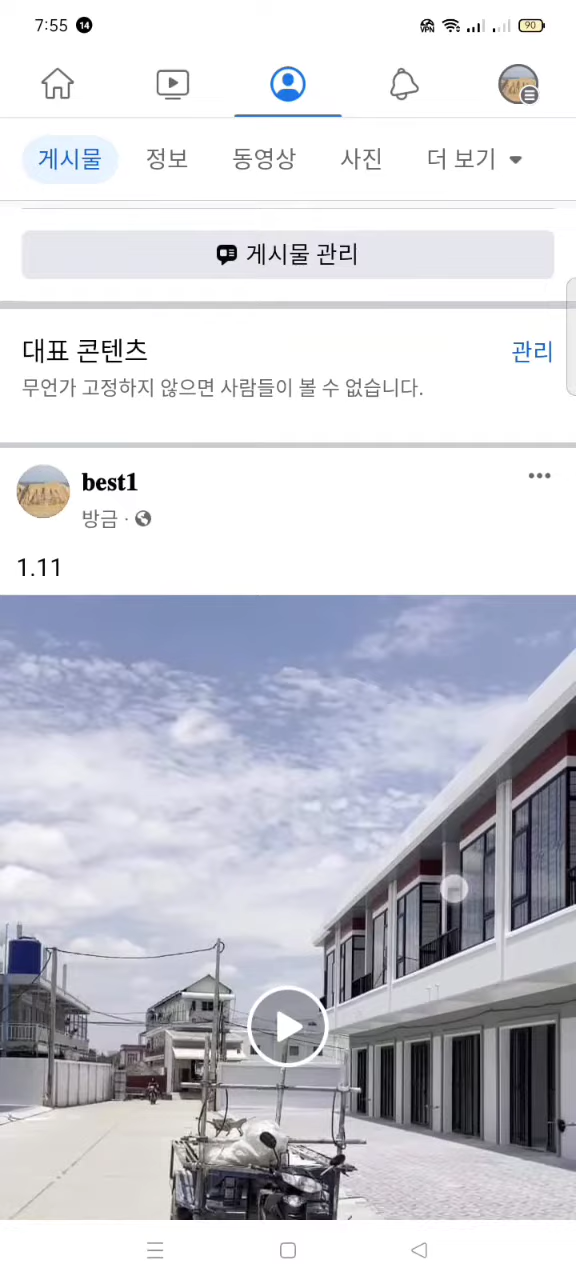 7:55 14 VPN 90
게시물 정보 동영상 사진 더 보기
게시물 관리
대표 콘텐츠 관리
무언가 고정하지 않으면 사람들이 볼 수 없습니다.
best1
방금 ·
1.11